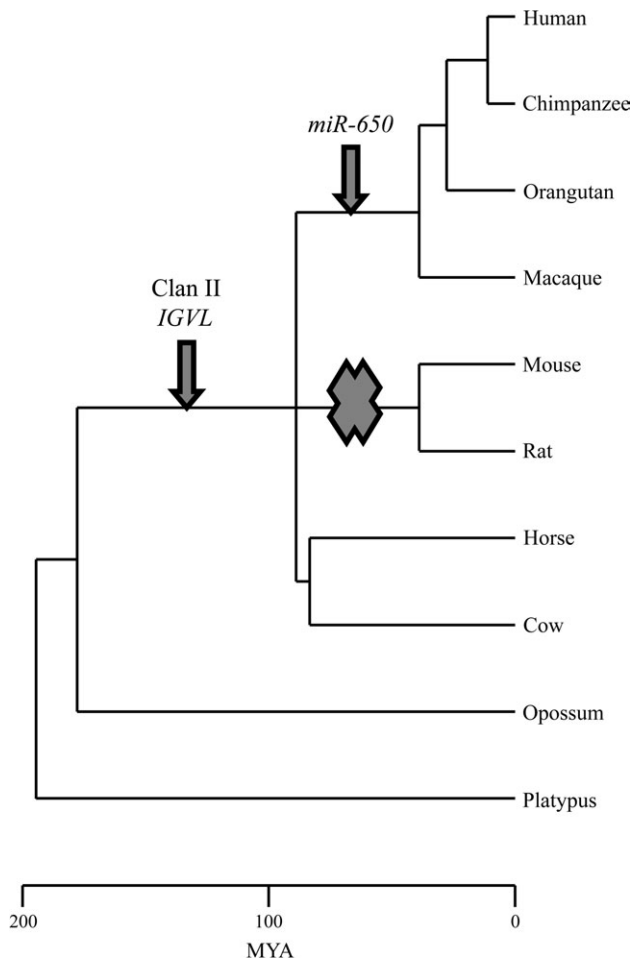 Human
Chimpanzee
miR-650
Orangutan
Macaque
Clan II
IGVL
Mouse
Rat
Horse
Cow
Opossum
Platypus
200 100 0
MYA